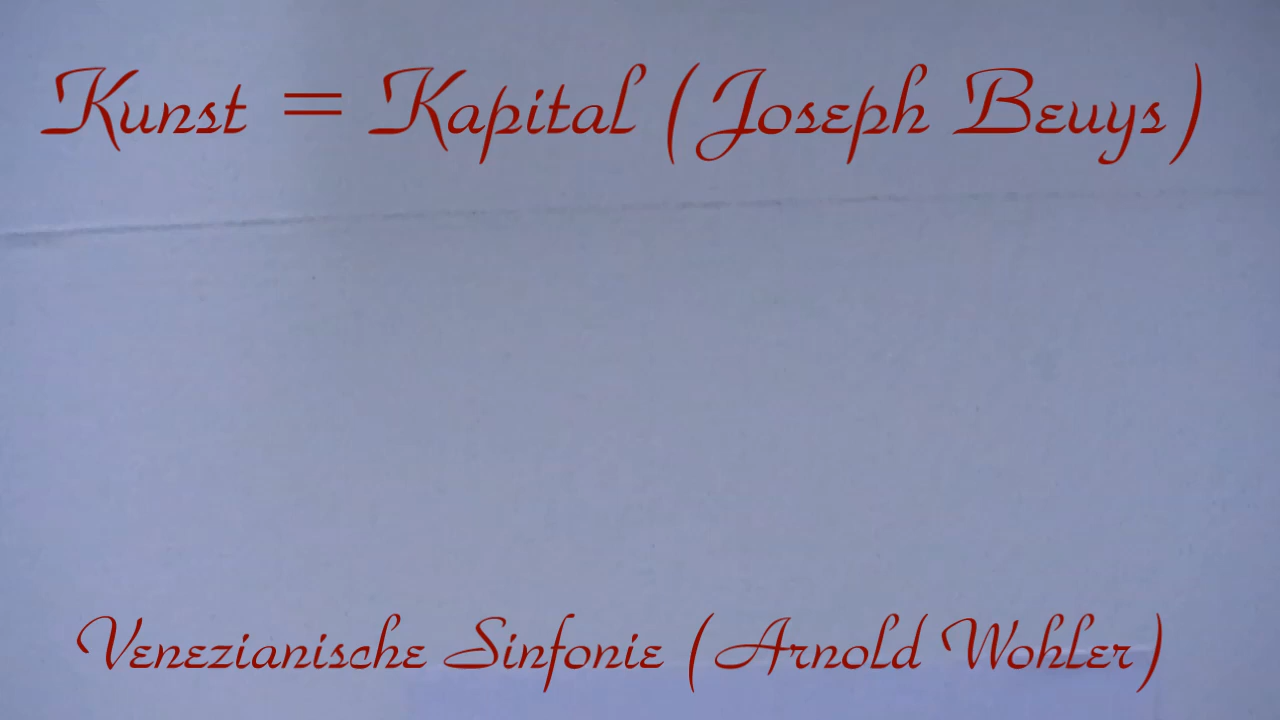 Kunst = Kapital (Joseph Beuys)
Venezianische Sinfonie (Arnold Wohler)